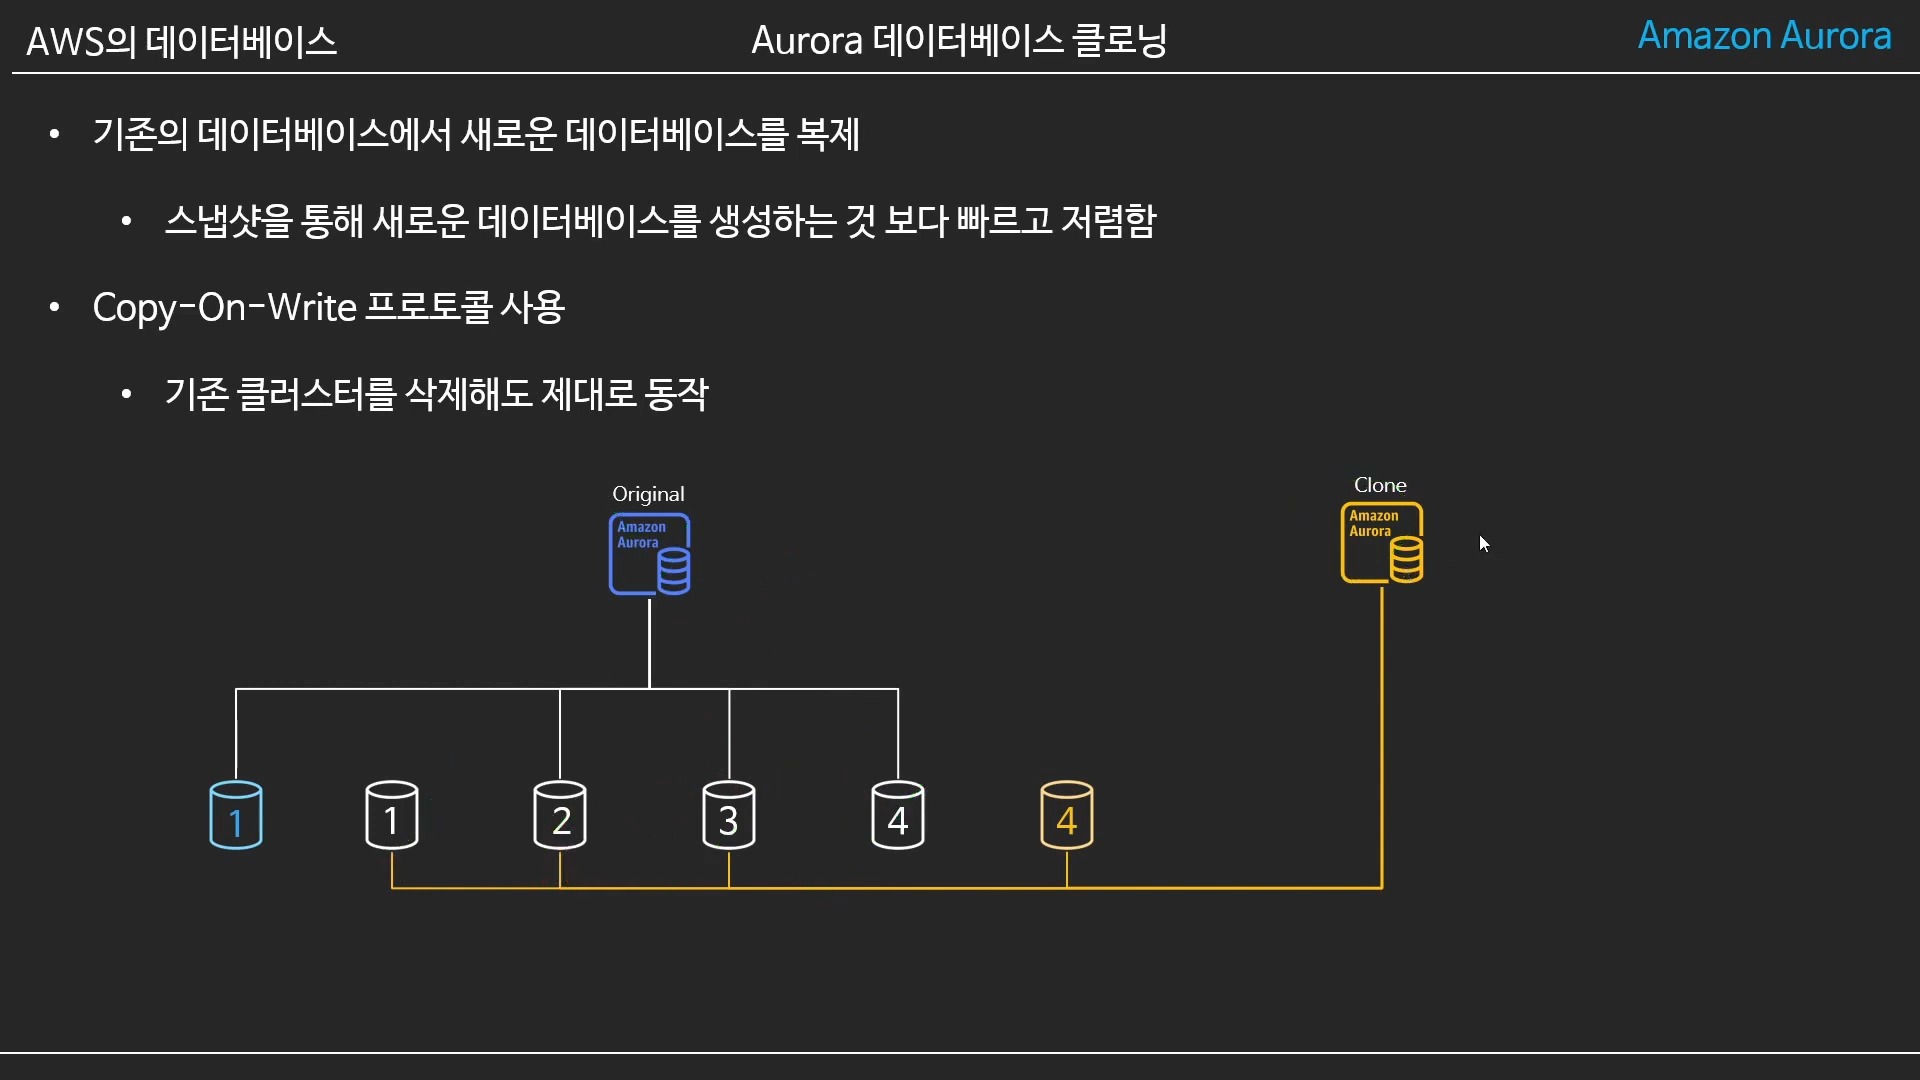 AWS의 데이터베이스
Aurora 데이터베이스 클로닝
Amazon Aurora
• 기존의 데이터베이스에서 새로운 데이터베이스를 복제
• 스냅샷을 통해 새로운 데이터베이스를 생성하는 것 보다 빠르고 저렴함
• Copy-On-Write 프로토콜 사용
• 기존 클러스터를 삭제해도 제대로 동작
Original
Amazon
Aurora
Clone
Amazon
Aurora
1 1 2 3 4 4